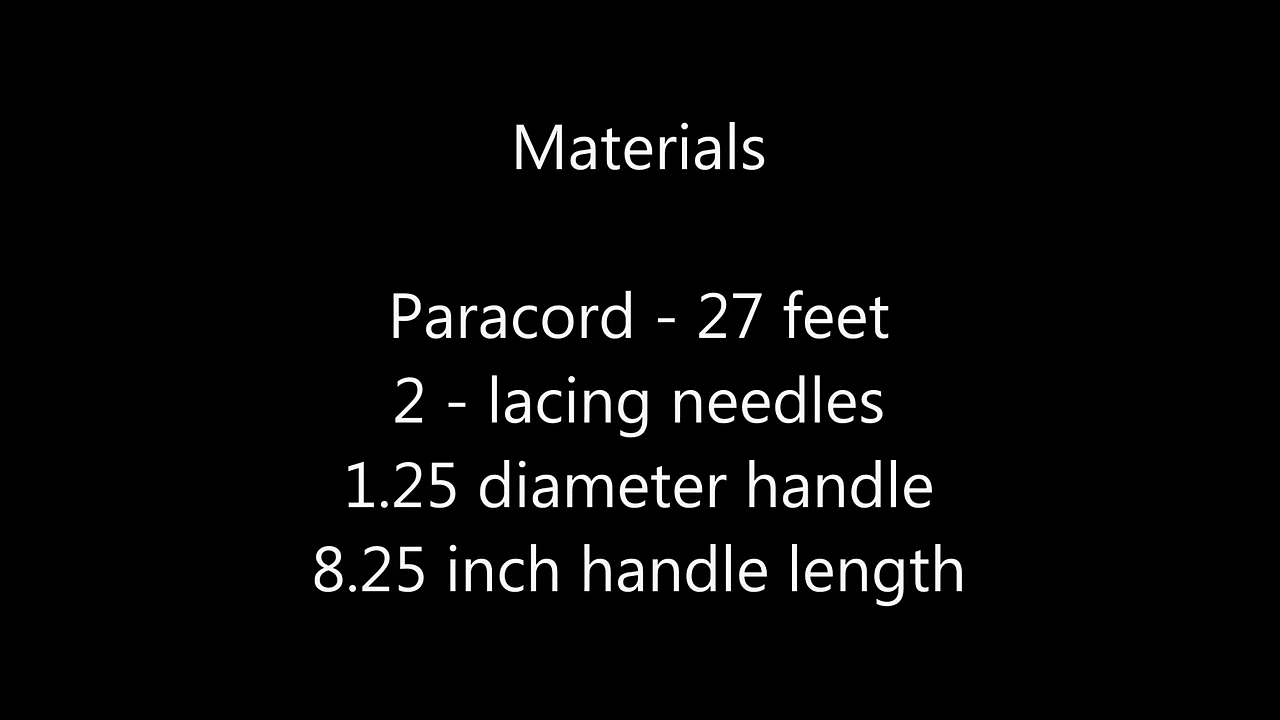 Materials
Paracord - 27 feet
2 - lacing needles
1.25 diameter handle
8.25 inch handle length